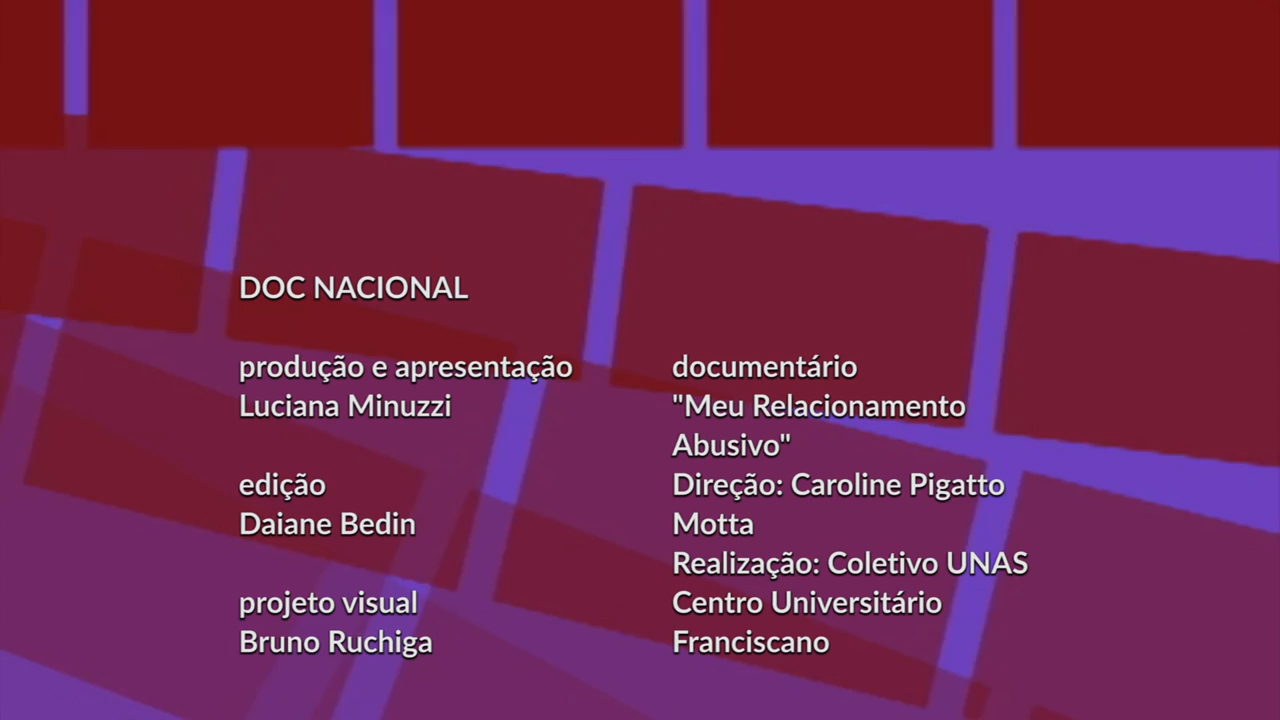 DOC NACIONAL
produção e apresentação
Luciana Minuzzi
edição
Daiane Bedin
projeto visual
Bruno Ruchiga
documentário
"Meu Relacionamento
Abusivo"
Direção: Caroline Pigatto
Motta
Realização: Coletivo UNAS
Centro Universitário
Franciscano